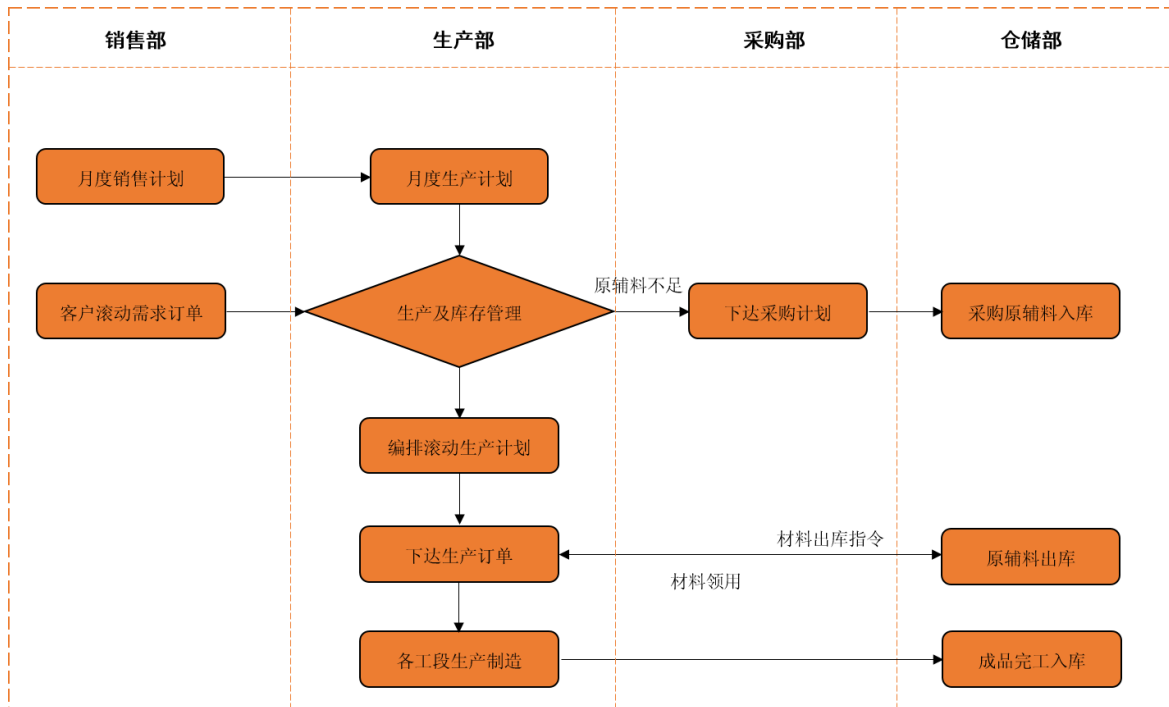 销售部
生产部
采购部
仓储部
月度销售计划
月度生产计划
原辅料不足
客户滚动需求订单
生产及库存管理
下达采购计划
采购原辅料入库
编排滚动生产计划
材料出库指令
下达生产订单
原辅料出库
材料领用
各工段生产制造
成品完工入库